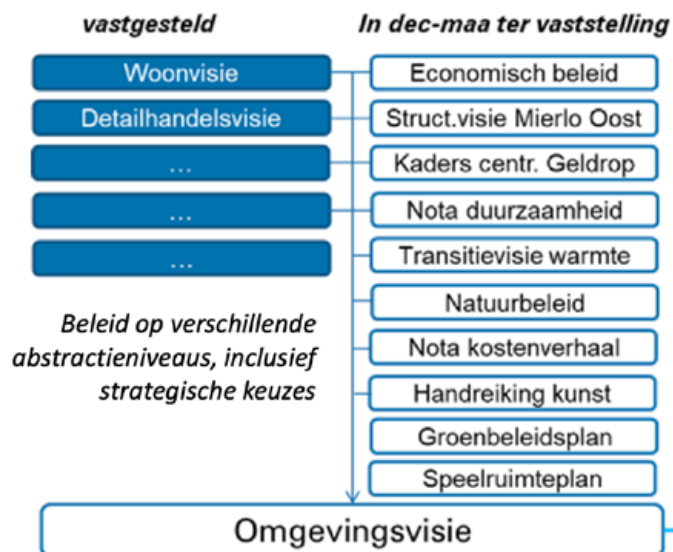 vastgesteld
In dec-maa ter vaststelling
Woonvisie
Detailhandelsvisie
...
...
...
Beleid op verschillende
abstractieniveaus, inclusief
strategische keuzes
Economisch beleid
Struct.visie Mierlo Oost
Kaders centr. Geldrop
Nota duurzaamheid
Transitievisie warmte
Natuurbeleid
Nota kostenverhaal
Handreiking kunst
Groenbeleidsplan
Speelruimteplan
Omgevingsvisie